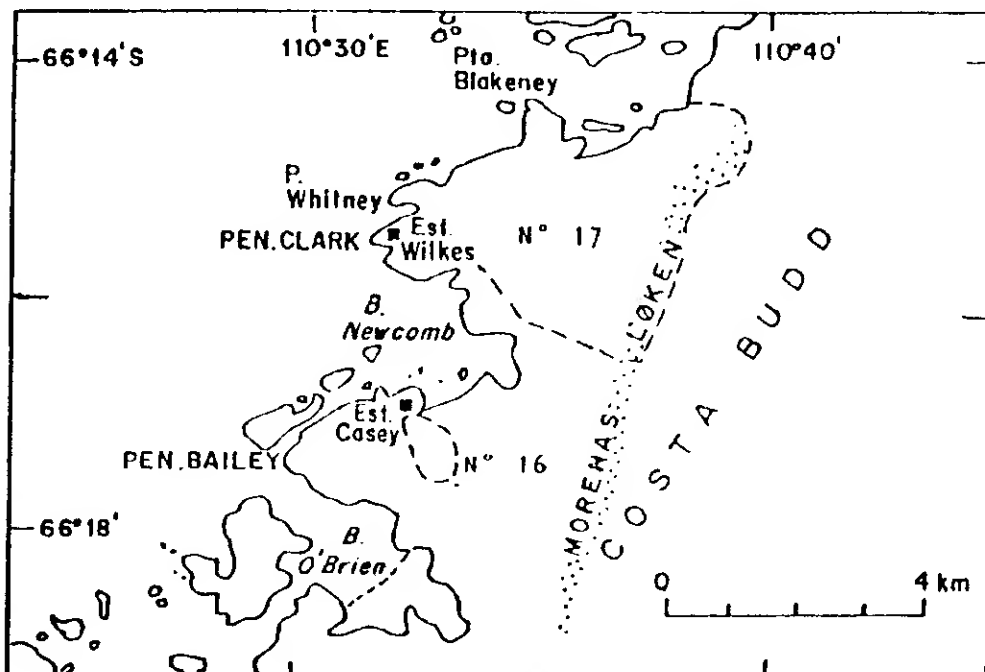 66°14'S
110°30'E
110°40'
Pta.
Blakeney
P.
Whitney
PEN.CLARK
Est.
Wilkes
N° 17
B.
Newcomb
Est.
Casey
PEN.BAILEY
N° 16
MORENAS LØKEN
COSTA BUDD
66°18'
B.
O'Brien
0 4 km